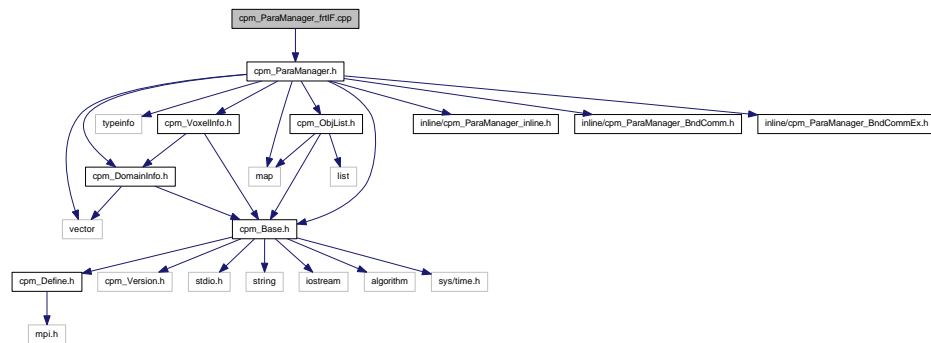 cpm_ParaManager_frtIF.cpp
cpm_ParaManager.h
typeinfo
cpm_VoxelInfo.h
cpm_ObjList.h
inline/cpm_ParaManager_inline.h
inline/cpm_ParaManager_BndComm.h
inline/cpm_ParaManager_BndCommEx.h
cpm_DomainInfo.h
map
list
vector
cpm_Base.h
cpm_Define.h
cpm_Version.h
stdio.h
string
iostream
algorithm
sys/time.h
mpi.h